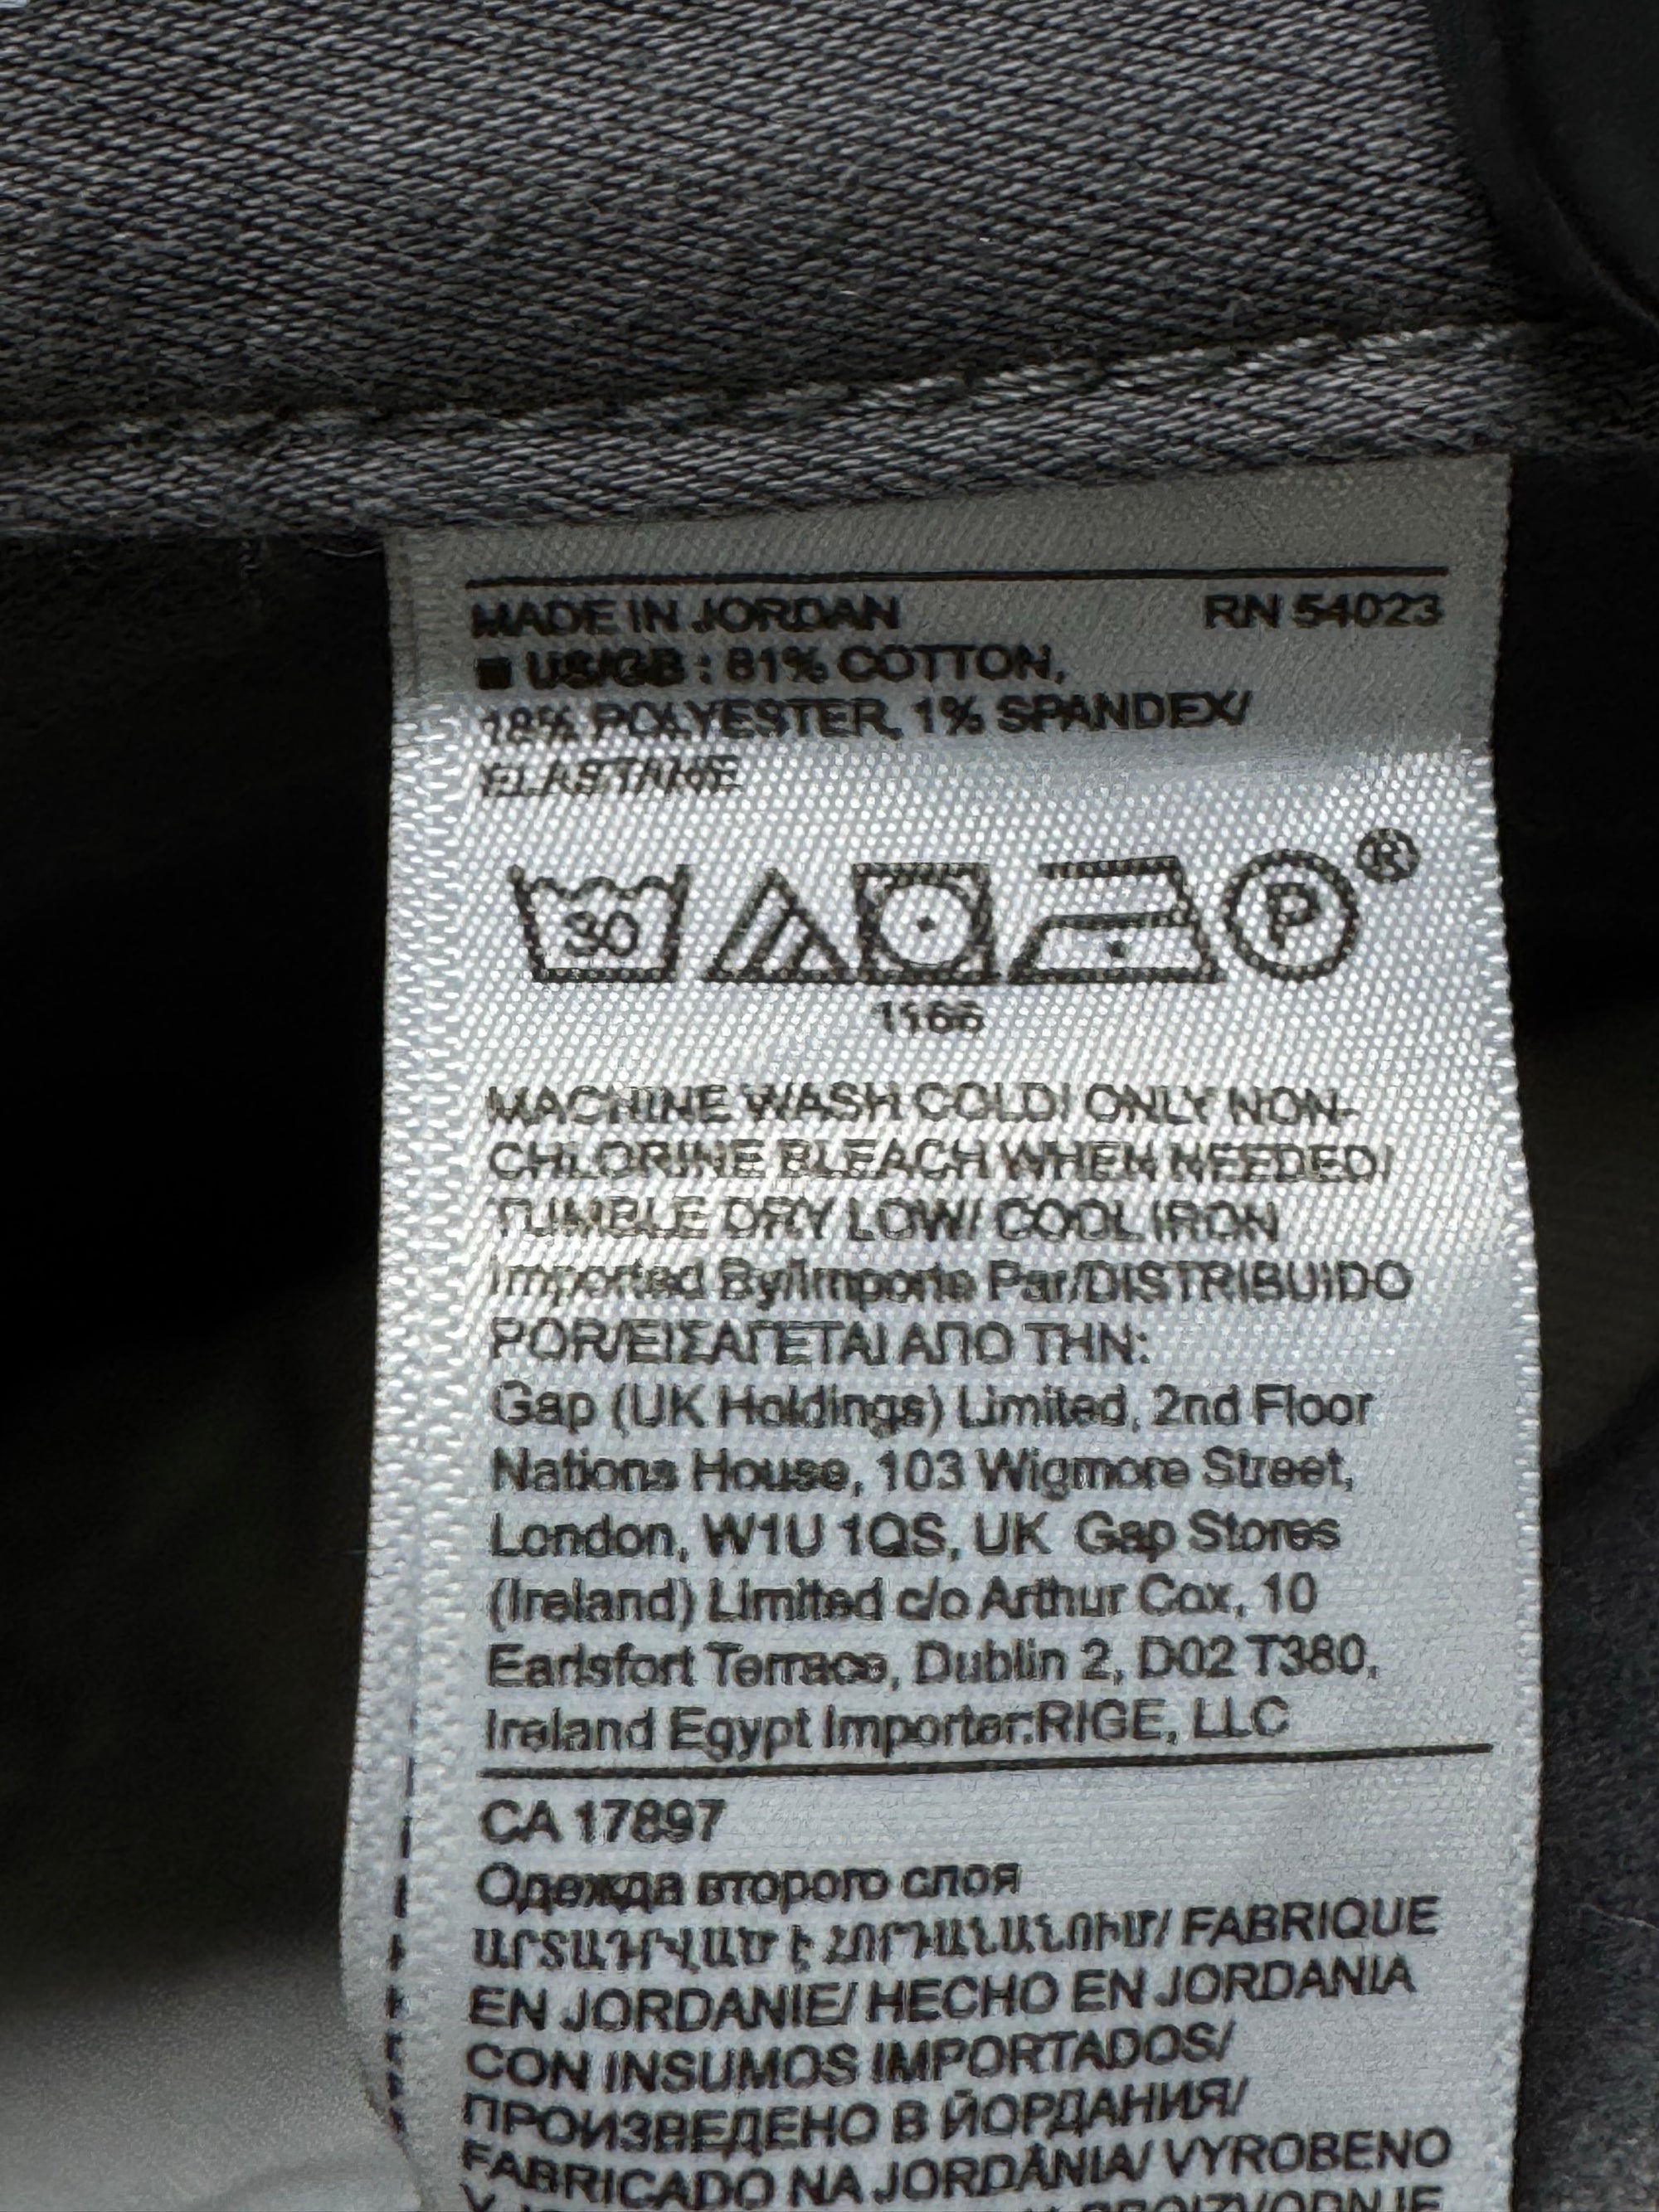 MADE IN JORDAN RN 54023
■ US/GB : 81% COTTON,
18% POLYESTER, 1% SPANDEX/
ELASTANE
30 P ®
1166
MACHINE WASH COLD/ ONLY NON-
CHLORINE BLEACH WHEN NEEDED/
TUMBLE DRY LOW/ COOL IRON
Imported By/Importe Par/DISTRIBUIDO
POR/ΕΙΣΑΓΕΤΑΙ ΑΠΟ ΤΗΝ:
Gap (UK Holdings) Limited, 2nd Floor
Nations House, 103 Wigmore Street,
London, W1U 1QS, UK Gap Stores
(Ireland) Limited c/o Arthur Cox, 10
Earlsfort Terrace, Dublin 2, D02 T380,
Ireland Egypt Importer:RIGE, LLC
CA 17897
Одежда второго слоя
ԱՐՏԱԴՐՎԱԾ է ՀՈՐԴԱՆԱՆՈՒՄ/ FABRIQUE
EN JORDANIE/ HECHO EN JORDANIA
CON INSUMOS IMPORTADOS/
ПРОИЗВЕДЕНО В ЙОРДАНИЯ/
FABRICADO NA JORDÂNIA/ VYROBENO